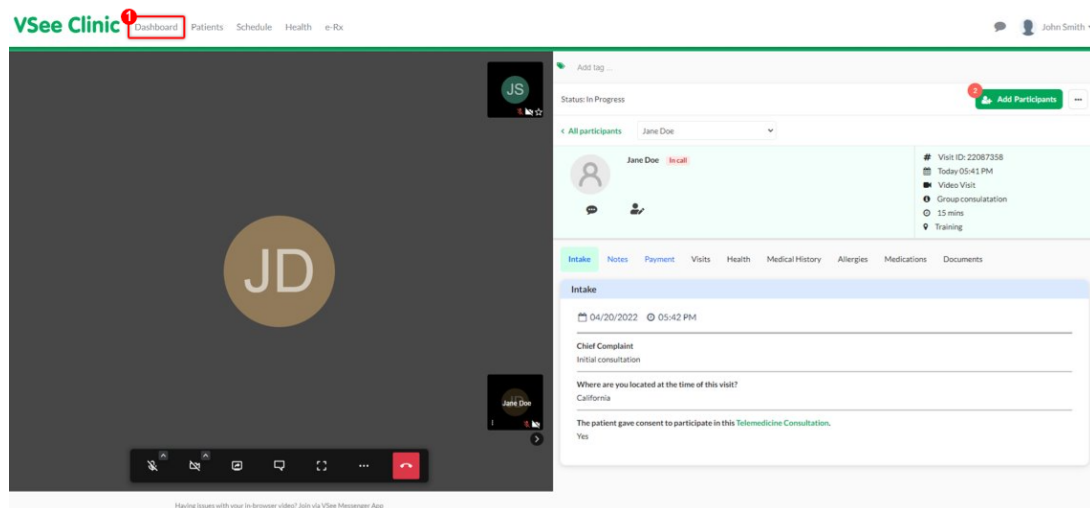 VSee Clinic
1
Dashboard Patients Schedule Health e-Rx
John Smith
JS
JD
Jane Doe
Having issues with your in-browser video? Join via VSee Messenger App
Add tag ...
Status: In Progress
2
Add Participants
All participants
Jane Doe
Jane Doe In call
# Visit ID: 22087358
Today 05:41 PM
Video Visit
Group consulatation
15 mins
Training
Intake Notes Payment Visits Health Medical History Allergies Medications Documents
Intake
04/20/2022 05:42 PM
Chief Complaint
Initial consultation
Where are you located at the time of this visit?
California
The patient gave consent to participate in this Telemedicine Consultation.
Yes